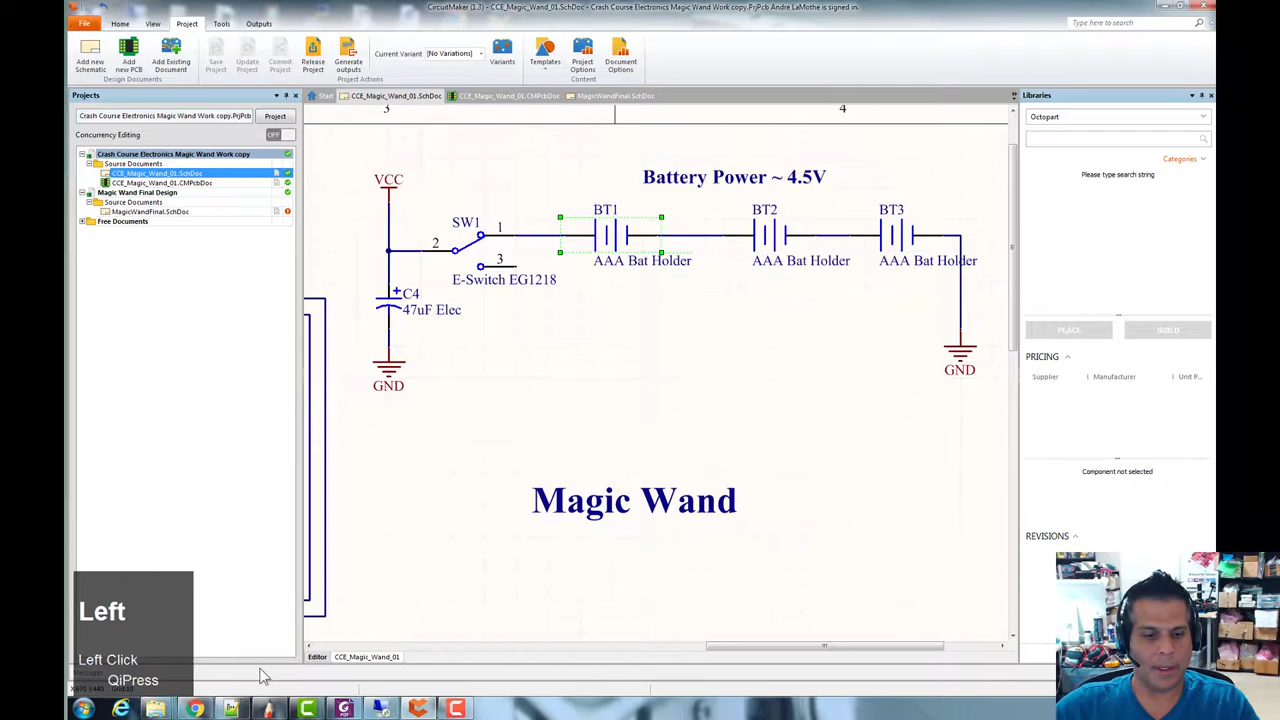 CircuitMaker (1.3) - CCE_Magic_Wand_01.SchDoc - Crash Course Electronics Magic Wand Work copy.PrjPcb Andre LaMothe is signed in.
File Home View Project Tools Outputs
Type here to search
Add new Schematic
Add new PCB
Add Existing Document
Save Project
Update Project
Commit Project
Release Project
Generate outputs
Current Variant [No Variations]
Variants
Templates
Project Options
Document Options
Design Documents
Project Actions
Content
Projects
Start CCE_Magic_Wand_01.SchDoc CCE_Magic_Wand_01.CMPcbDoc MagicWandFinal.SchDoc
Libraries
Crash Course Electronics Magic Wand Work copy.PrjPcb Project
Concurrency Editing OFF
Crash Course Electronics Magic Wand Work copy
Source Documents
CCE_Magic_Wand_01.SchDoc
CCE_Magic_Wand_01.CMPcbDoc
Magic Wand Final Design
Source Documents
MagicWandFinal.SchDoc
Free Documents
3 4
VCC
Battery Power ~ 4.5V
BT1 BT2 BT3
SW1 1
2
3
AAA Bat Holder AAA Bat Holder AAA Bat Holder
E-Switch EG1218
+ C4
47uF Elec
GND
GND
Magic Wand
Octopart
Categories
Please type search string
PLACE BUILD
PRICING
Supplier Manufacturer Unit P...
Component not selected
REVISIONS
Left
Left Click
QiPress
Editor CCE_Magic_Wand_01